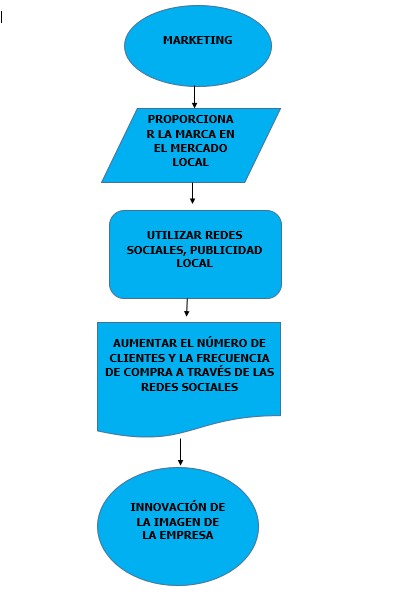 MARKETING
PROPORCIONA
R LA MARCA EN
EL MERCADO
LOCAL
UTILIZAR REDES
SOCIALES, PUBLICIDAD
LOCAL
AUMENTAR EL NÚMERO DE
CLIENTES Y LA FRECUENCIA
DE COMPRA A TRAVÉS DE LAS
REDES SOCIALES
INNOVACIÓN DE
LA IMAGEN DE
LA EMPRESA